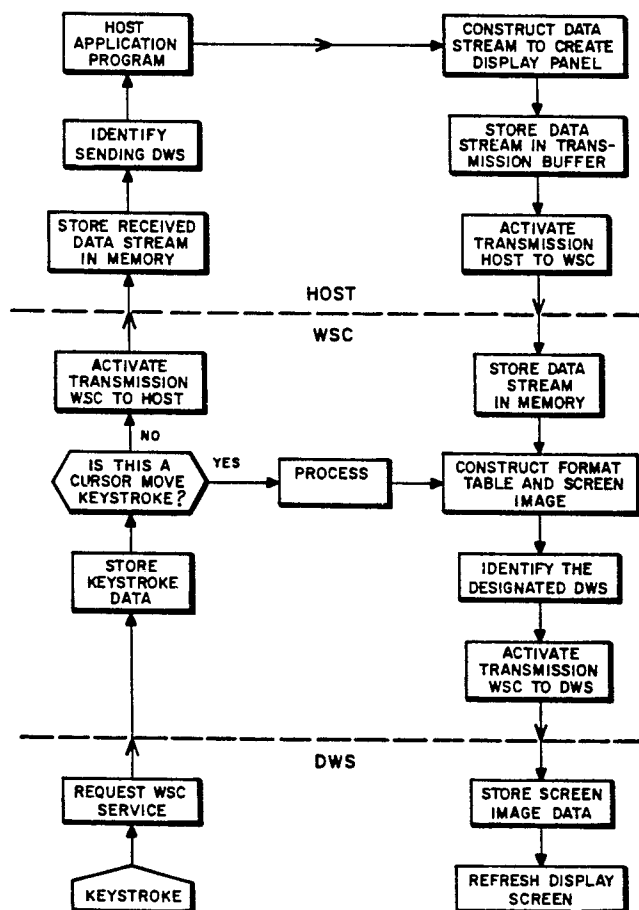 HOST
APPLICATION
PROGRAM
CONSTRUCT DATA
STREAM TO CREATE
DISPLAY PANEL
IDENTIFY
SENDING DWS
STORE DATA
STREAM IN TRANS-
MISSION BUFFER
STORE RECEIVED
DATA STREAM
IN MEMORY
ACTIVATE
TRANSMISSION
HOST TO WSC
HOST
WSC
ACTIVATE
TRANSMISSION
WSC TO HOST
STORE DATA
STREAM
IN MEMORY
NO
IS THIS A
CURSOR MOVE
KEYSTROKE?
YES
PROCESS
CONSTRUCT FORMAT
TABLE AND SCREEN
IMAGE
STORE
KEYSTROKE
DATA
IDENTIFY THE
DESIGNATED DWS
ACTIVATE
TRANSMISSION
WSC TO DWS
DWS
REQUEST WSC
SERVICE
STORE SCREEN
IMAGE DATA
KEYSTROKE
REFRESH DISPLAY
SCREEN